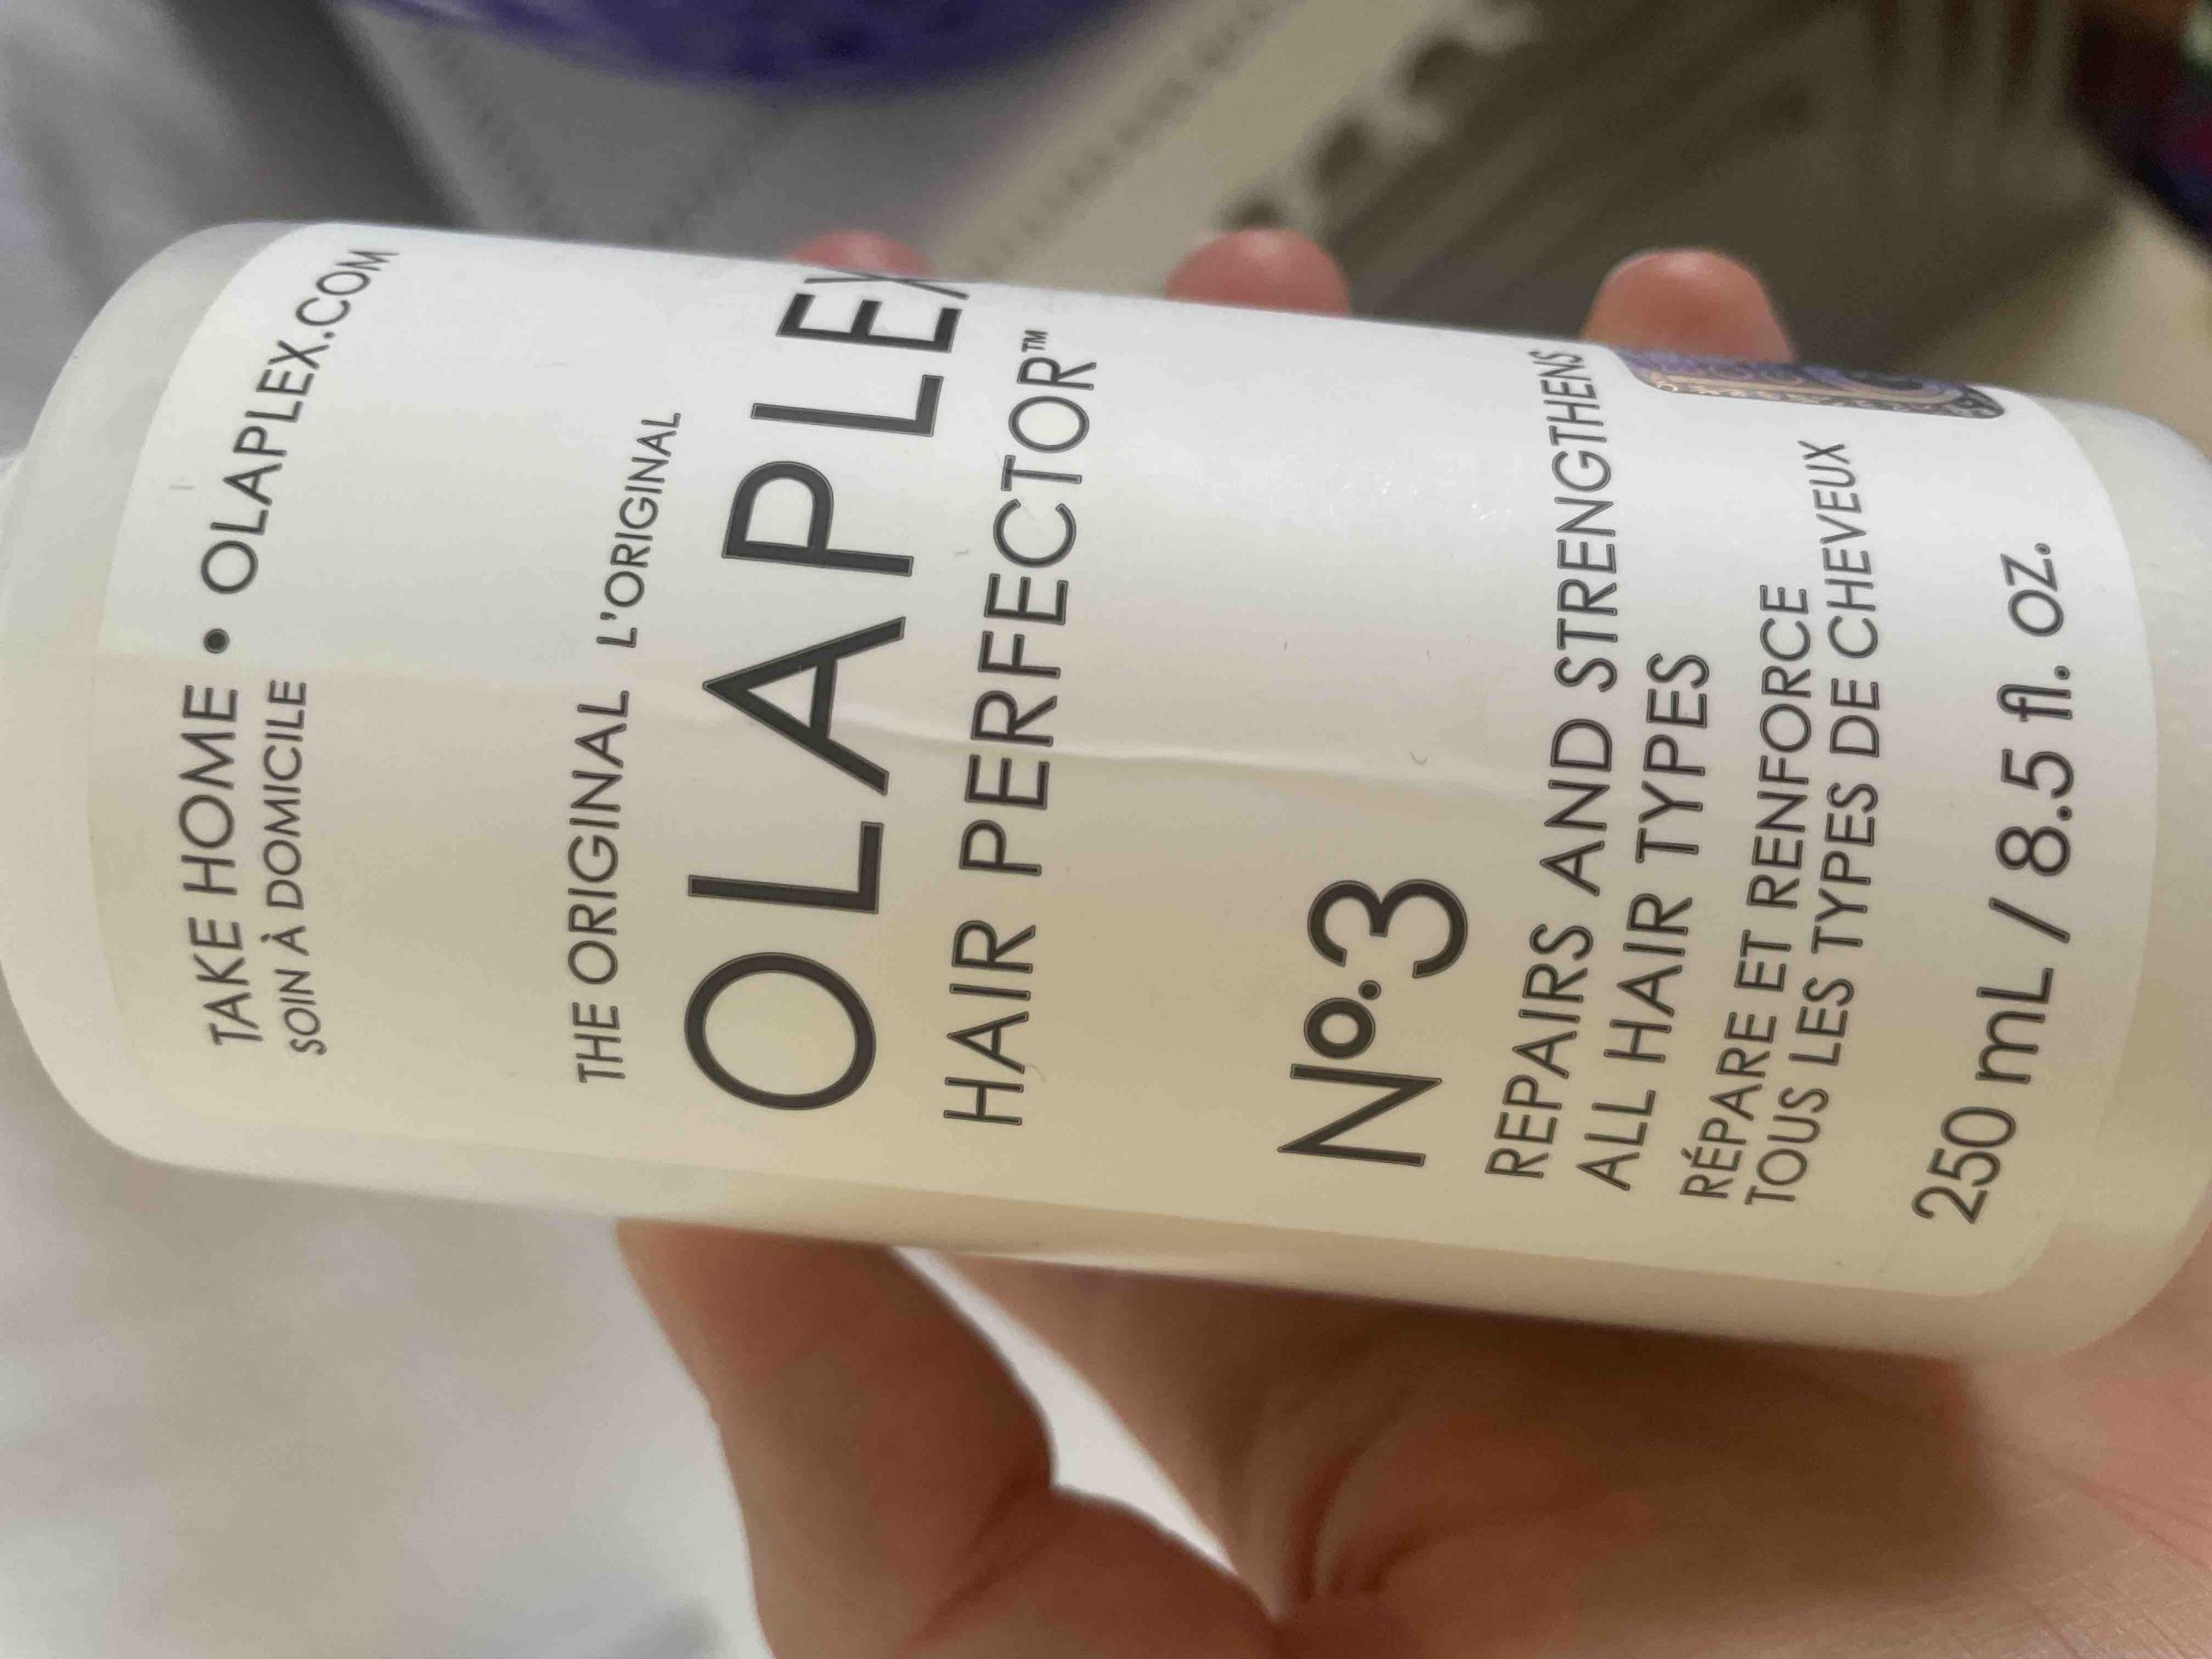 TAKE HOME • OLAPLEX.COM
SOIN À DOMICILE
THE ORIGINAL L'ORIGINAL
OLAPLEX
HAIR PERFECTOR™
No.3
REPAIRS AND STRENGTHENS
ALL HAIR TYPES
RÉPARE ET RENFORCE
TOUS LES TYPES DE CHEVEUX
250 mL / 8.5 fl. oz.